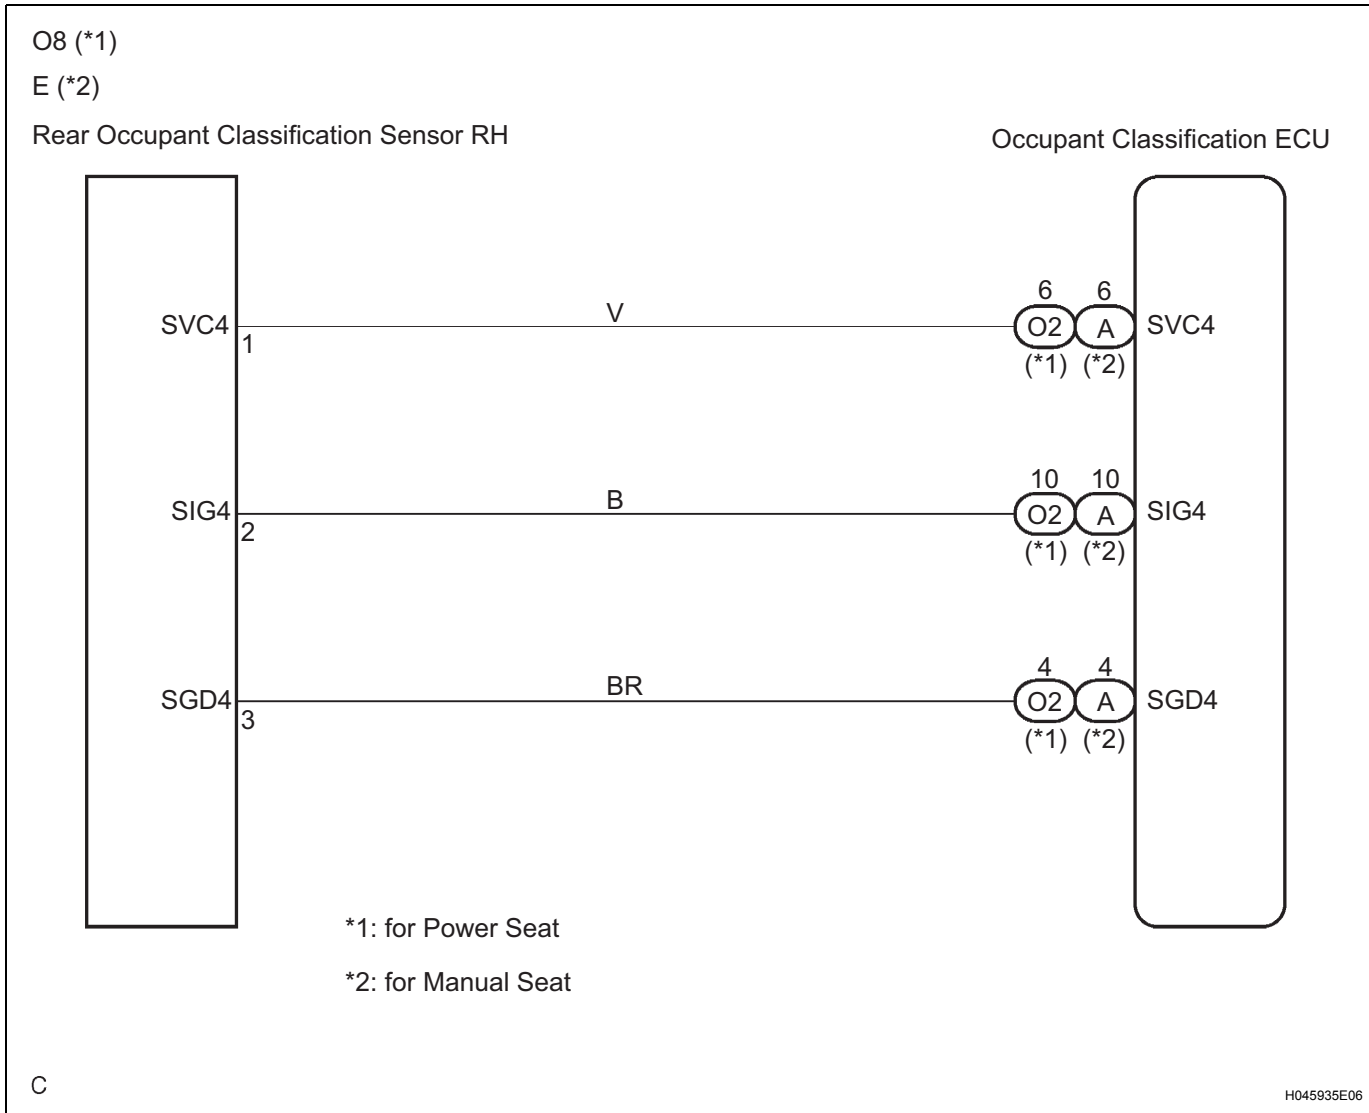 O8 (*1)
E (*2)
Rear Occupant Classification Sensor RH
Occupant Classification ECU
SVC4
1
V
6 6
O2 A
(*1) (*2)
SVC4
SIG4
2
B
10 10
O2 A
(*1) (*2)
SIG4
SGD4
3
BR
4 4
O2 A
(*1) (*2)
SGD4
*1: for Power Seat
*2: for Manual Seat
C
H045935E06